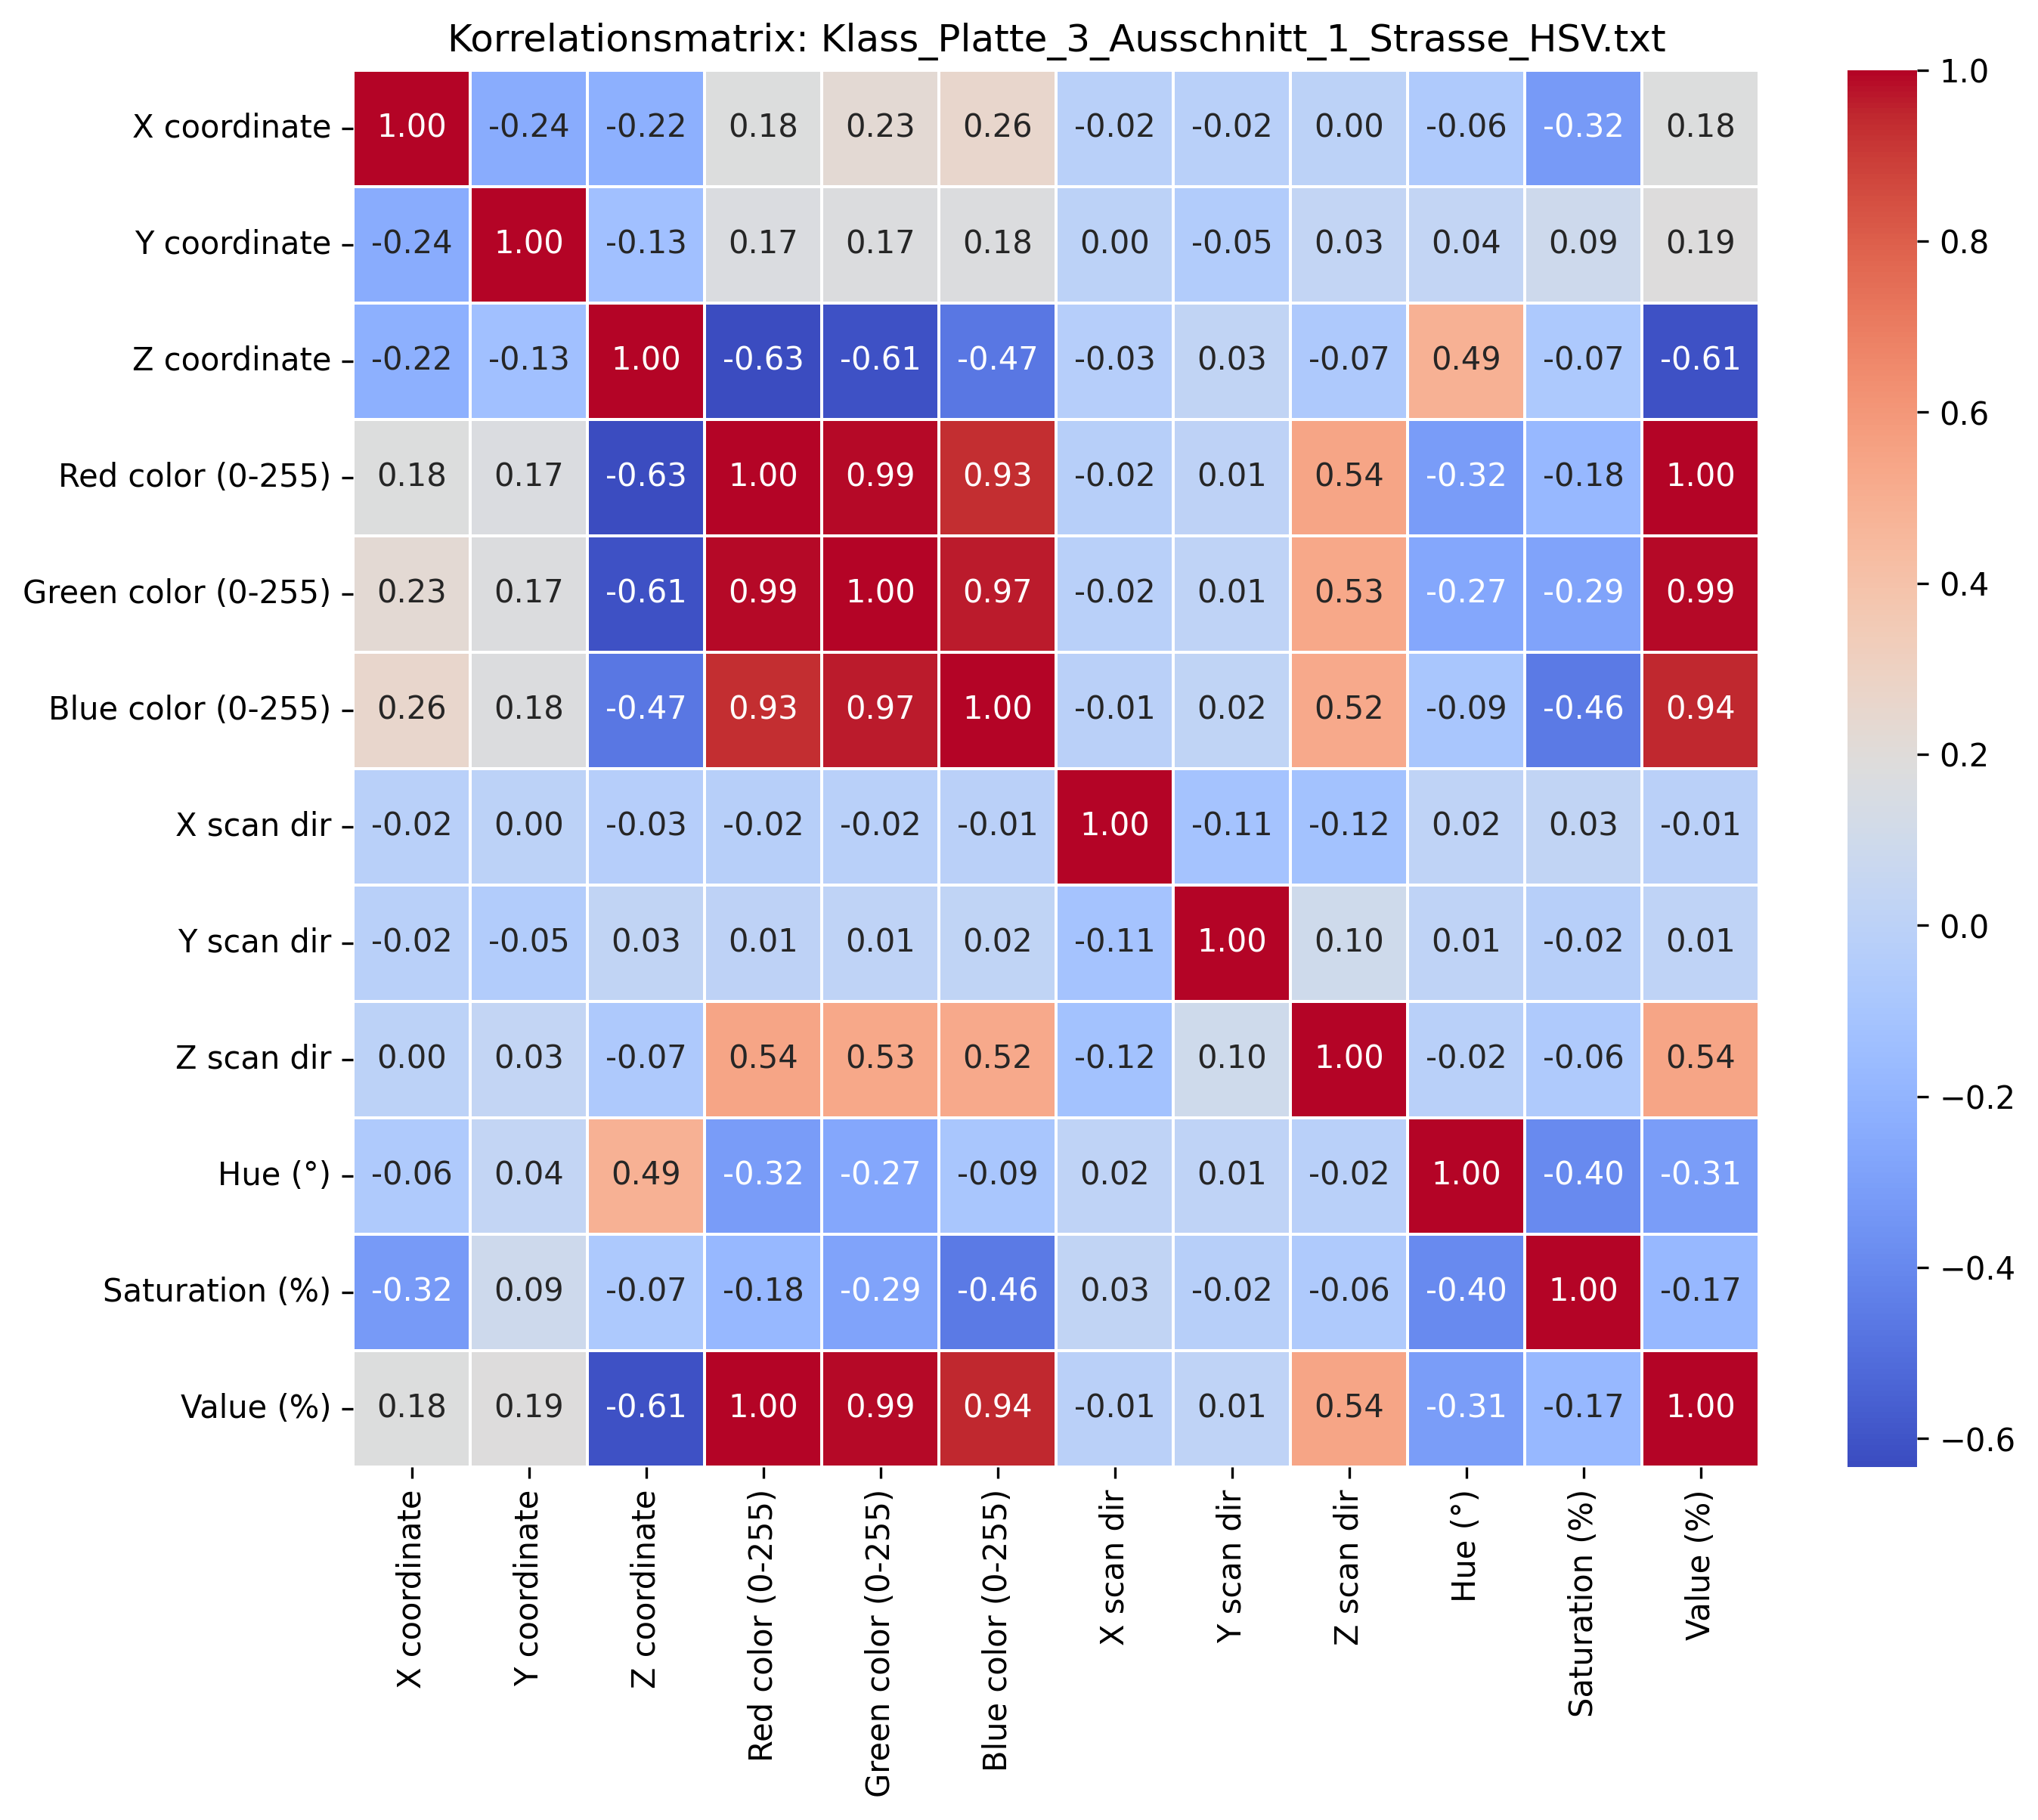 Korrelationsmatrix: Klass_Platte_3_Ausschnitt_1_Strasse_HSV.txt
X coordinate 1.00 -0.24 -0.22 0.18 0.23 0.26 -0.02 -0.02 0.00 -0.06 -0.32 0.18
Y coordinate -0.24 1.00 -0.13 0.17 0.17 0.18 0.00 -0.05 0.03 0.04 0.09 0.19
Z coordinate -0.22 -0.13 1.00 -0.63 -0.61 -0.47 -0.03 0.03 -0.07 0.49 -0.07 -0.61
Red color (0-255) 0.18 0.17 -0.63 1.00 0.99 0.93 -0.02 0.01 0.54 -0.32 -0.18 1.00
Green color (0-255) 0.23 0.17 -0.61 0.99 1.00 0.97 -0.02 0.01 0.53 -0.27 -0.29 0.99
Blue color (0-255) 0.26 0.18 -0.47 0.93 0.97 1.00 -0.01 0.02 0.52 -0.09 -0.46 0.94
X scan dir -0.02 0.00 -0.03 -0.02 -0.02 -0.01 1.00 -0.11 -0.12 0.02 0.03 -0.01
Y scan dir -0.02 -0.05 0.03 0.01 0.01 0.02 -0.11 1.00 0.10 0.01 -0.02 0.01
Z scan dir 0.00 0.03 -0.07 0.54 0.53 0.52 -0.12 0.10 1.00 -0.02 -0.06 0.54
Hue (°) -0.06 0.04 0.49 -0.32 -0.27 -0.09 0.02 0.01 -0.02 1.00 -0.40 -0.31
Saturation (%) -0.32 0.09 -0.07 -0.18 -0.29 -0.46 0.03 -0.02 -0.06 -0.40 1.00 -0.17
Value (%) 0.18 0.19 -0.61 1.00 0.99 0.94 -0.01 0.01 0.54 -0.31 -0.17 1.00
X coordinate
Y coordinate
Z coordinate
Red color (0-255)
Green color (0-255)
Blue color (0-255)
X scan dir
Y scan dir
Z scan dir
Hue (°)
Saturation (%)
Value (%)
1.0
0.8
0.6
0.4
0.2
0.0
−0.2
−0.4
−0.6